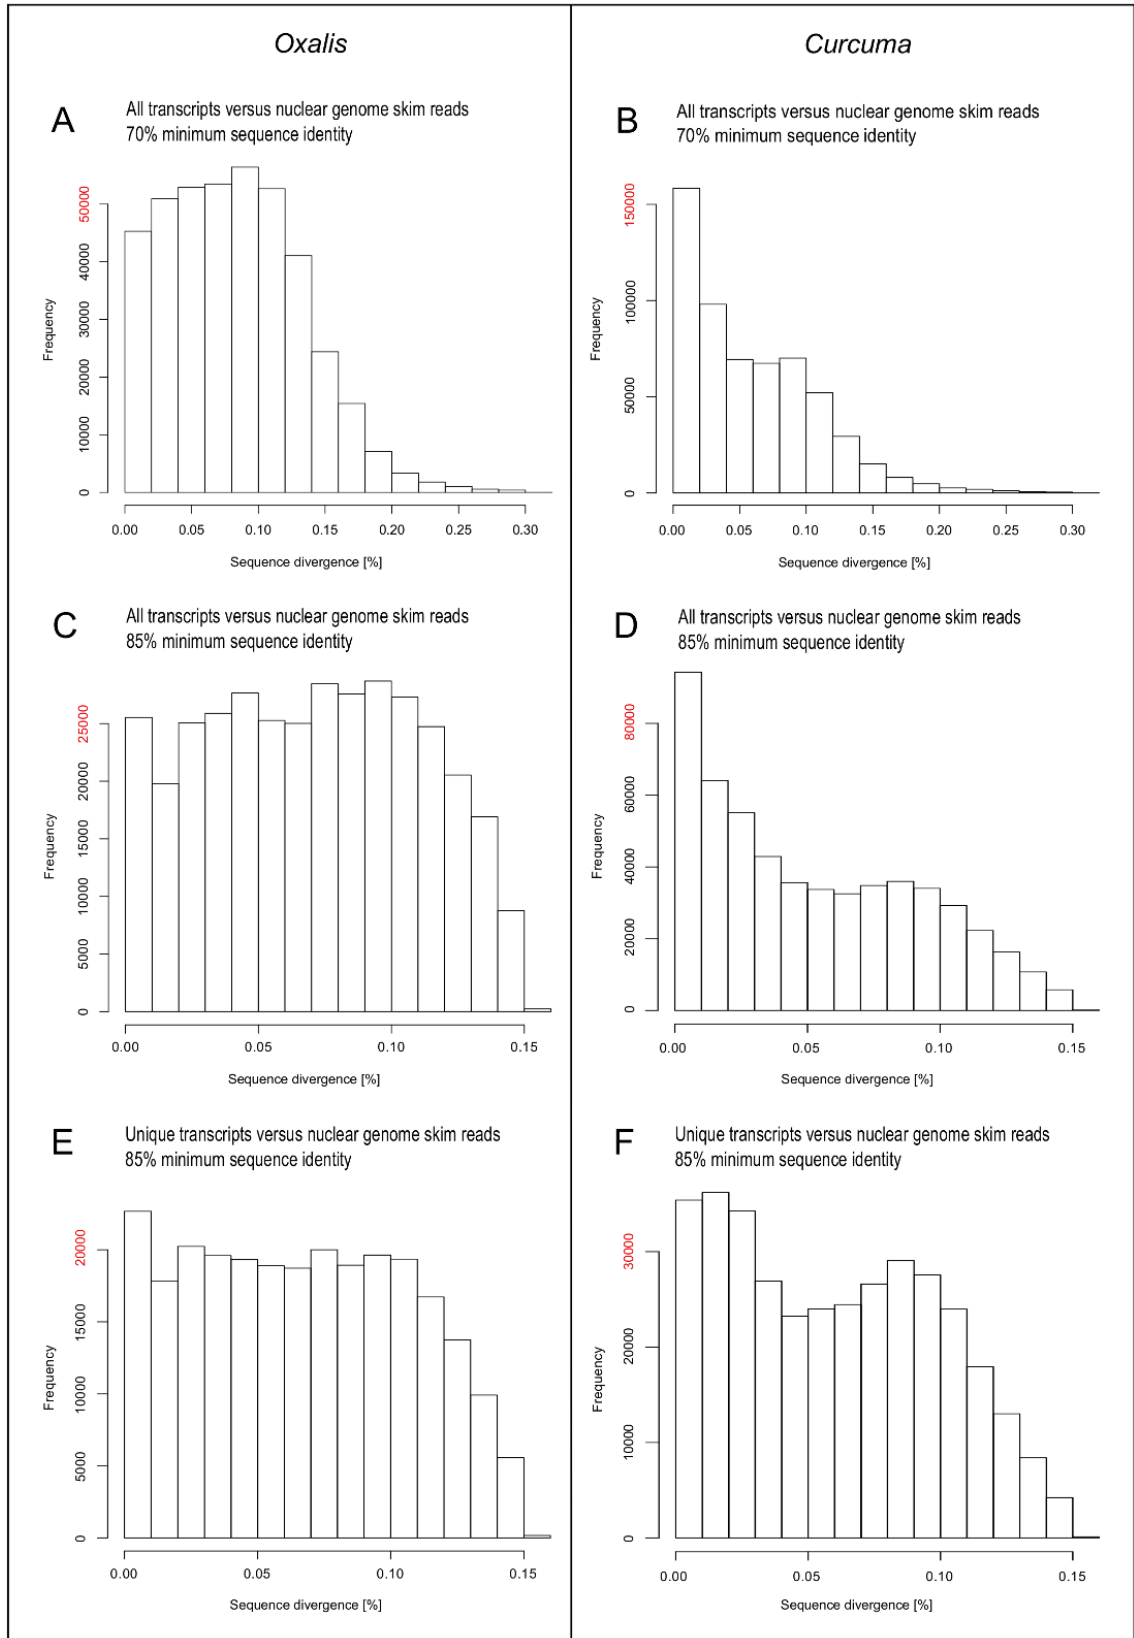 Oxalis
Curcuma
A
All transcripts versus nuclear genome skim reads
70% minimum sequence identity
Frequency
0
10000
20000
30000
40000
50000
0.00 0.05 0.10 0.15 0.20 0.25 0.30
Sequence divergence [%]
B
All transcripts versus nuclear genome skim reads
70% minimum sequence identity
Frequency
0
50000
100000
150000
0.00 0.05 0.10 0.15 0.20 0.25 0.30
Sequence divergence [%]
C
All transcripts versus nuclear genome skim reads
85% minimum sequence identity
Frequency
0
5000
10000
15000
20000
25000
0.00 0.05 0.10 0.15
Sequence divergence [%]
D
All transcripts versus nuclear genome skim reads
85% minimum sequence identity
Frequency
0
20000
40000
60000
80000
0.00 0.05 0.10 0.15
Sequence divergence [%]
E
Unique transcripts versus nuclear genome skim reads
85% minimum sequence identity
Frequency
0
5000
10000
15000
20000
0.00 0.05 0.10 0.15
Sequence divergence [%]
F
Unique transcripts versus nuclear genome skim reads
85% minimum sequence identity
Frequency
0
10000
20000
30000
0.00 0.05 0.10 0.15
Sequence divergence [%]